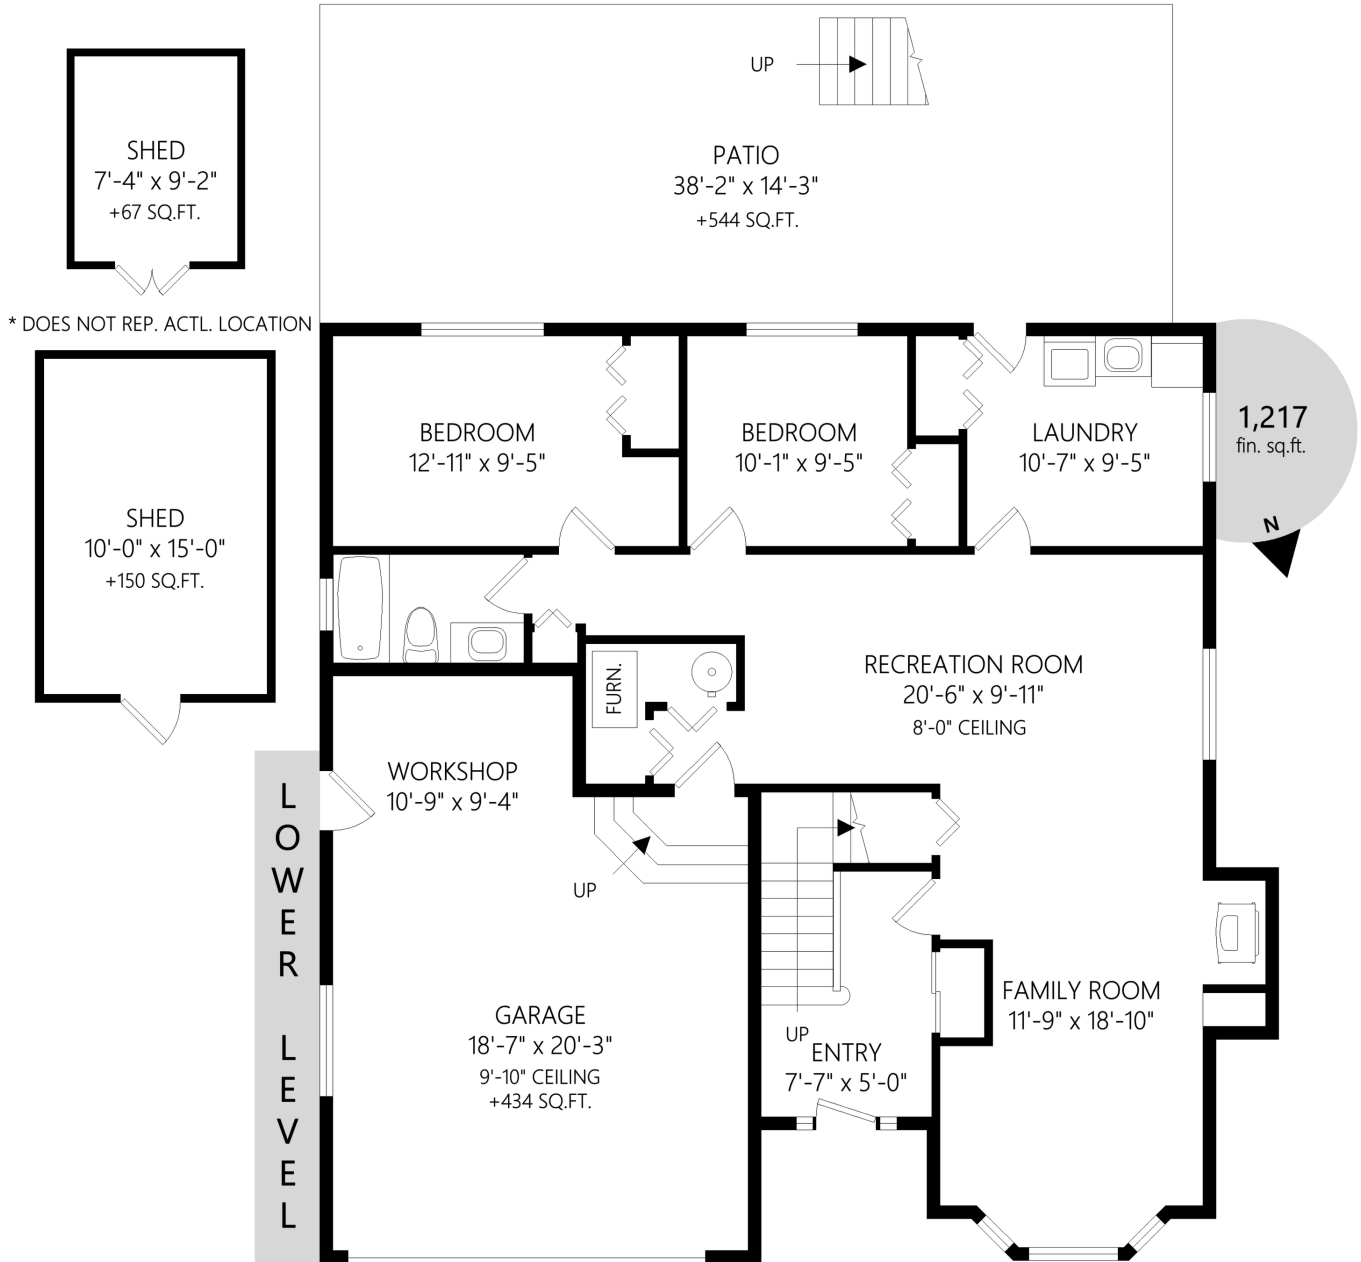 UP
PATIO
38'-2" x 14'-3"
+544 SQ.FT.
SHED
7'-4" x 9'-2"
+67 SQ.FT.
* DOES NOT REP. ACTL. LOCATION
SHED
10'-0" x 15'-0"
+150 SQ.FT.
BEDROOM
12'-11" x 9'-5"
BEDROOM
10'-1" x 9'-5"
LAUNDRY
10'-7" x 9'-5"
1,217
fin. sq.ft.
N
FURN.
RECREATION ROOM
20'-6" x 9'-11"
8'-0" CEILING
WORKSHOP
10'-9" x 9'-4"
UP
LOWER LEVEL
GARAGE
18'-7" x 20'-3"
9'-10" CEILING
+434 SQ.FT.
UP
ENTRY
7'-7" x 5'-0"
FAMILY ROOM
11'-9" x 18'-10"